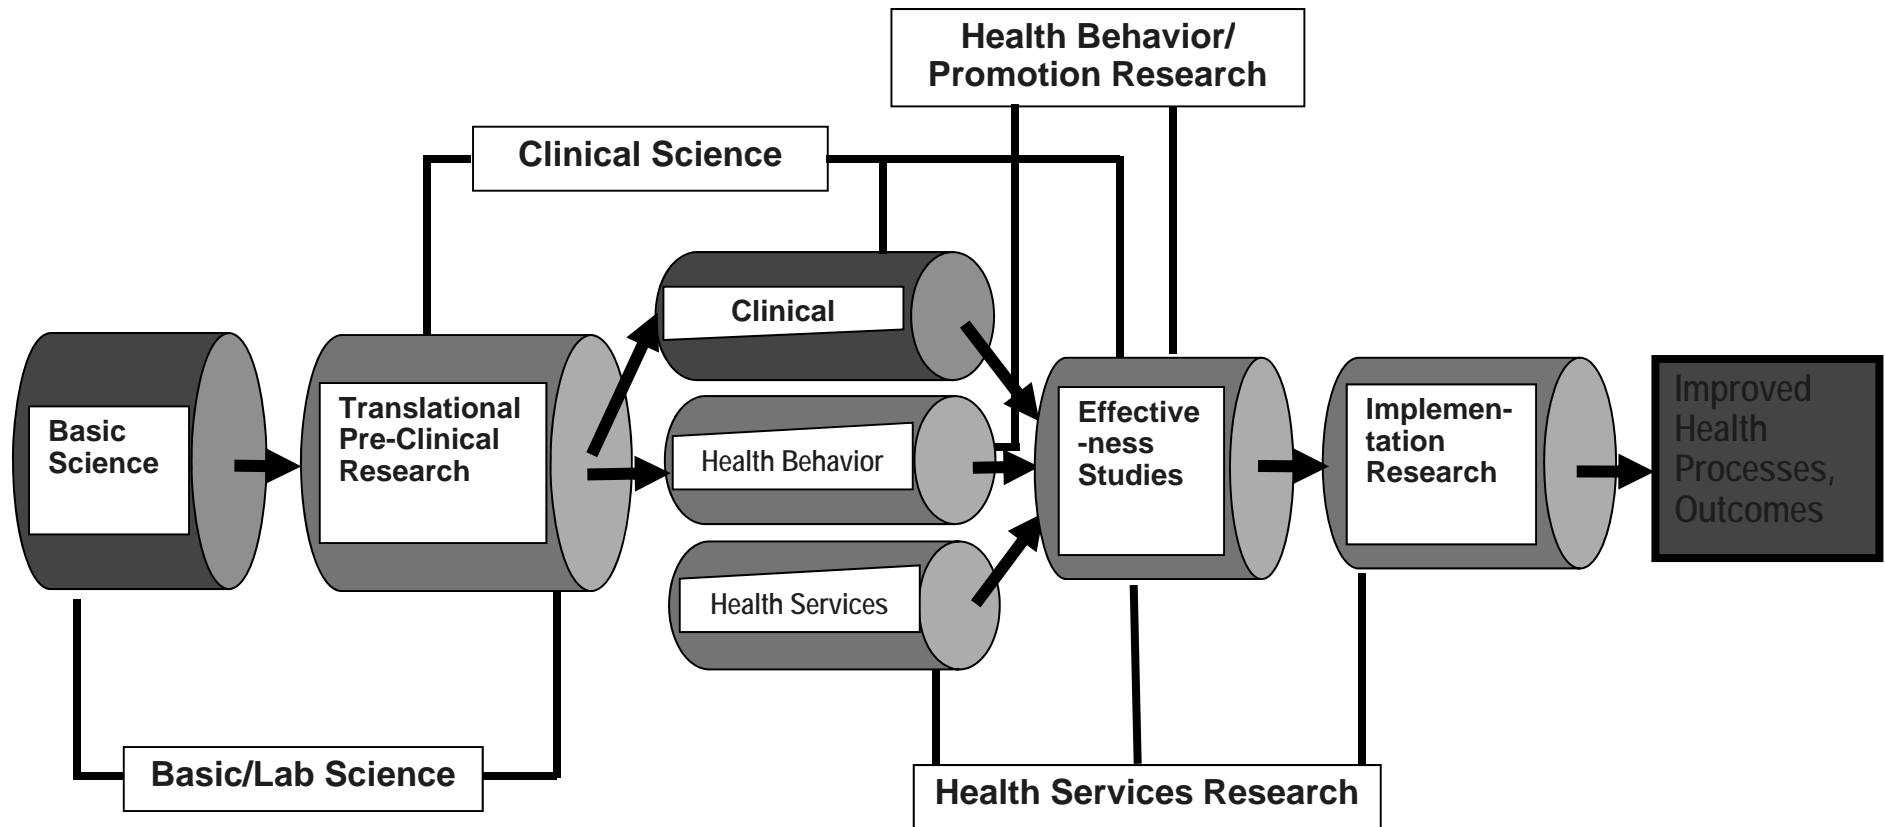 Health Behavior/
Promotion Research
Clinical Science
Clinical
Basic
Science
Translational
Pre-Clinical
Research
Health Behavior
Health Services
Effective
-ness
Studies
Implemen-
tation
Research
Improved
Health
Processes,
Outcomes
Basic/Lab Science
Health Services Research